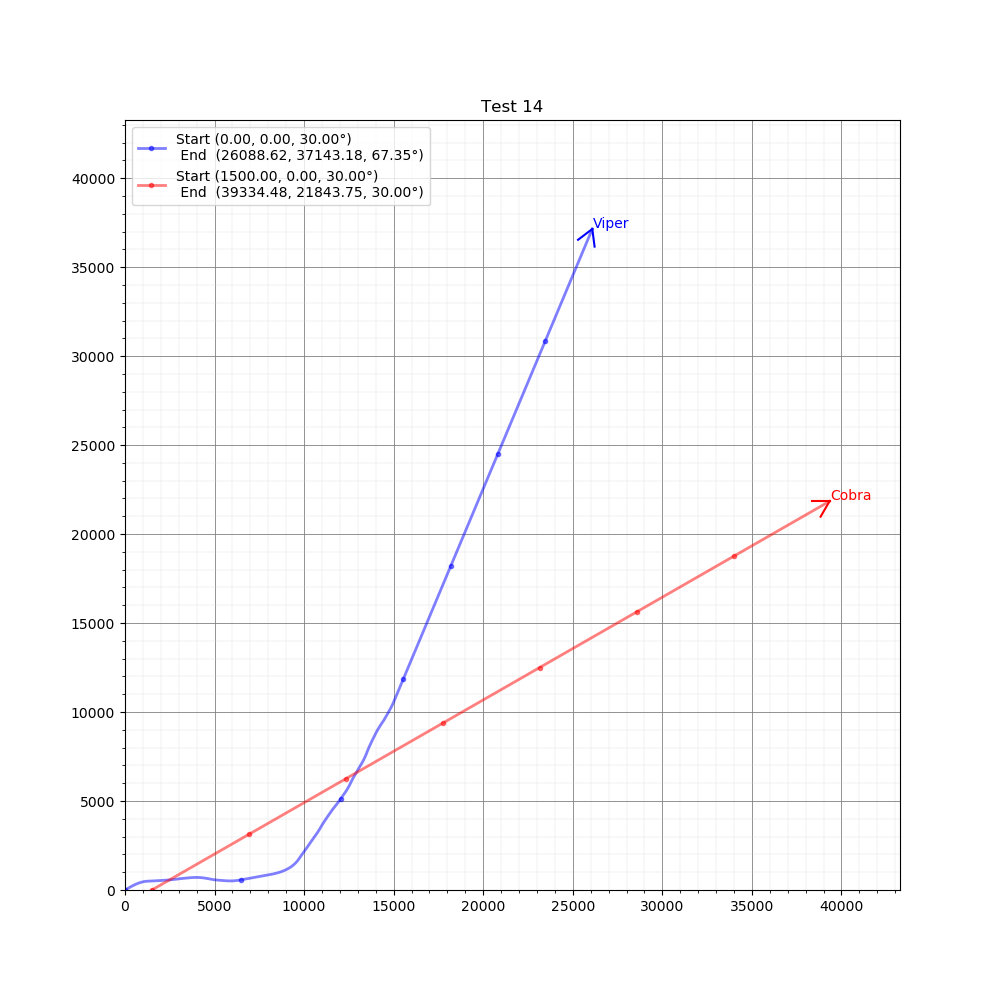 Test 14
Start (0.00, 0.00, 30.00°)
End (26088.62, 37143.18, 67.35°)
Start (1500.00, 0.00, 30.00°)
End (39334.48, 21843.75, 30.00°)
Viper
Cobra
40000
35000
30000
25000
20000
15000
10000
5000
0
0 5000 10000 15000 20000 25000 30000 35000 40000